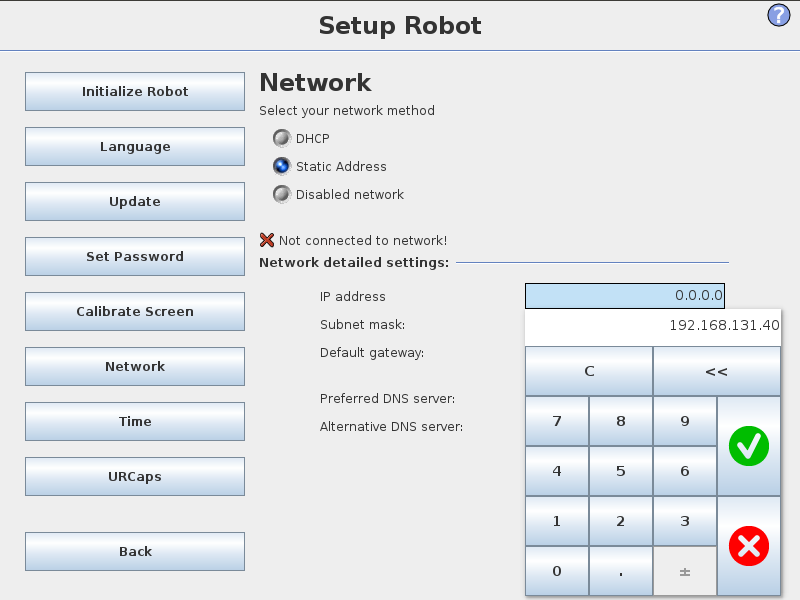 Setup Robot
?
Initialize Robot
Language
Update
Set Password
Calibrate Screen
Network
Time
URCaps
Back
Network
Select your network method
DHCP
Static Address
Disabled network
Not connected to network!
Network detailed settings:
IP address
0.0.0.0
Subnet mask:
192.168.131.40
Default gateway:
Preferred DNS server:
Alternative DNS server:
C <<
7 8 9
4 5 6
1 2 3
0 . ±